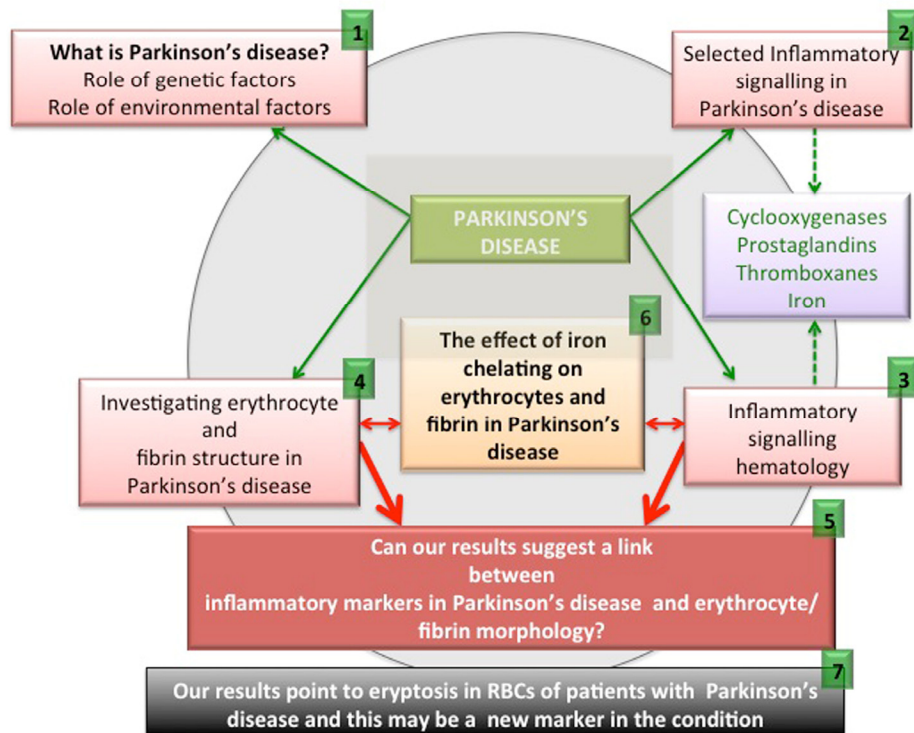 1
What is Parkinson's disease?
Role of genetic factors
Role of environmental factors
2
Selected Inflammatory
signalling in
Parkinson's disease
PARKINSON'S
DISEASE
Cyclooxygenases
Prostaglandins
Thromboxanes
Iron
6
The effect of iron
chelating on
erythrocytes and
fibrin in Parkinson's
disease
4
Investigating erythrocyte
and
fibrin structure in
Parkinson's disease
3
Inflammatory
signalling
hematology
5
Can our results suggest a link
between
inflammatory markers in Parkinson's disease and erythrocyte/
fibrin morphology?
7
Our results point to eryptosis in RBCs of patients with Parkinson's
disease and this may be a new marker in the condition